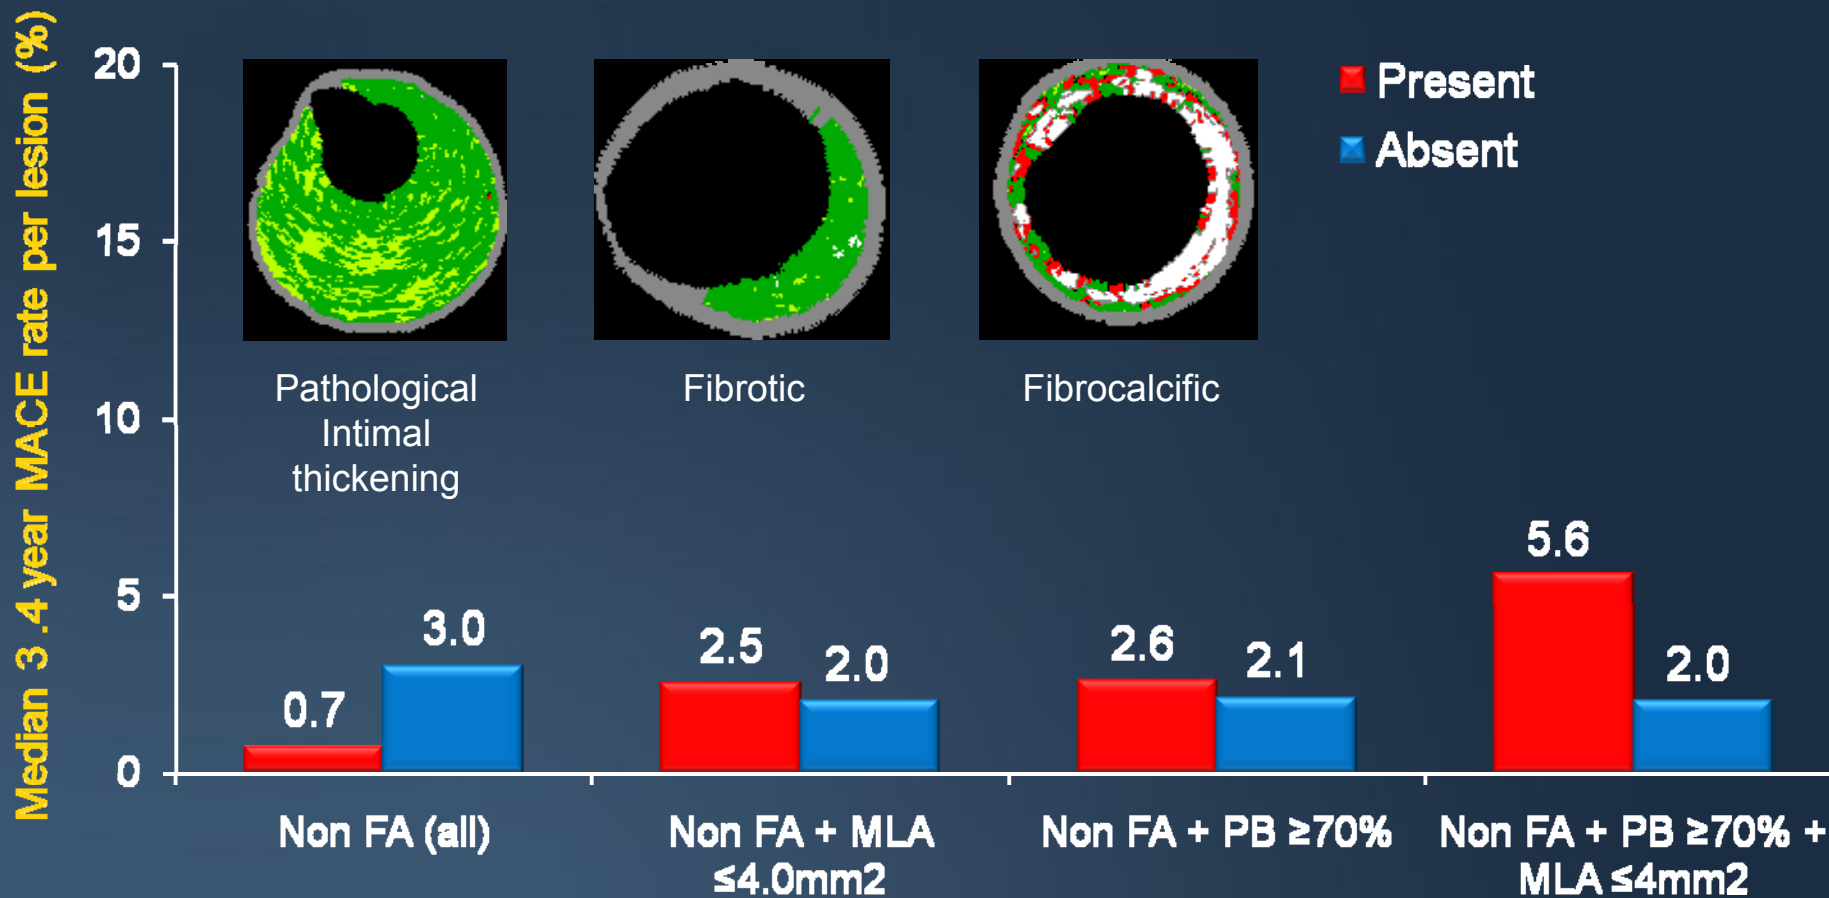 Median 3 .4 year MACE rate per lesion (%)
20
15
10
5
0
Present
Absent
Pathological
Intimal
thickening
Fibrotic
Fibrocalcific
0.7
3.0
2.5
2.0
2.6
2.1
5.6
2.0
Non FA (all)
Non FA + MLA
≤4.0mm2
Non FA + PB ≥70%
Non FA + PB ≥70% +
MLA ≤4mm2